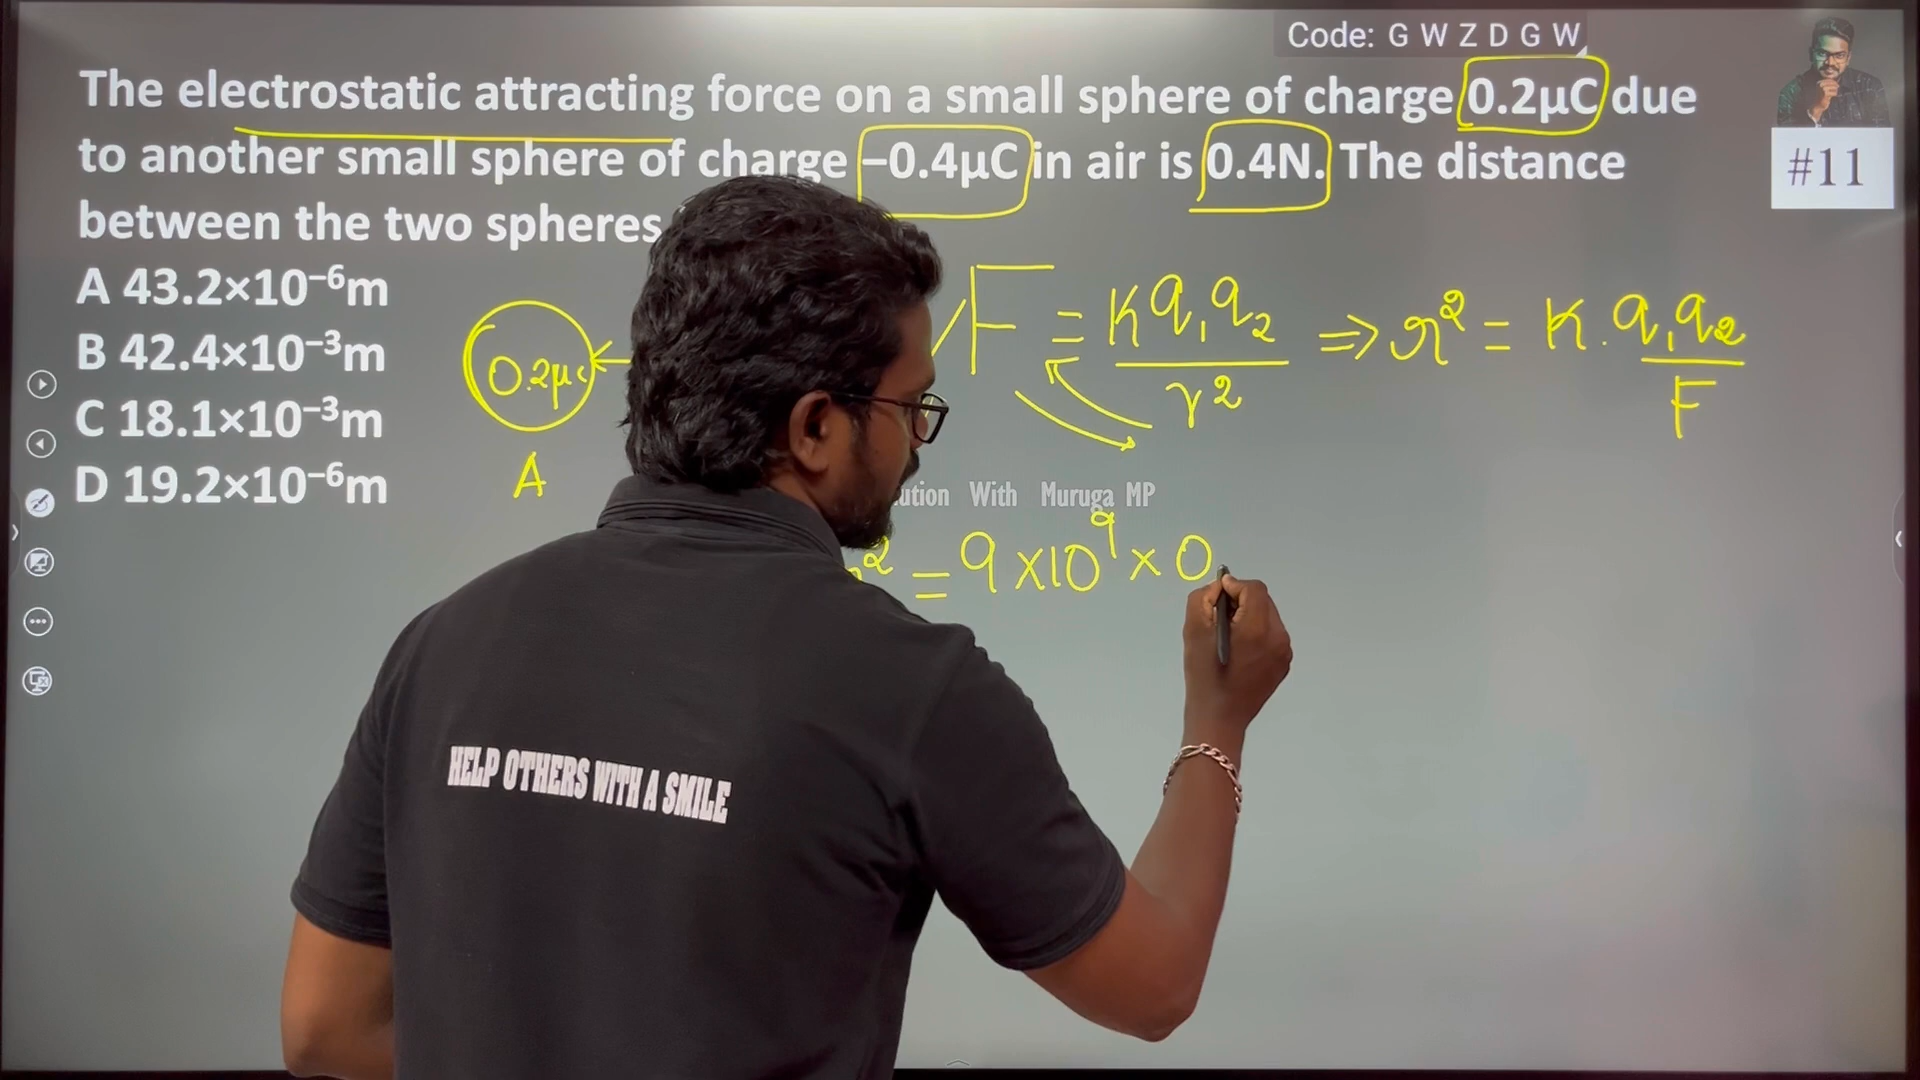 Code: G W Z D G W
The electrostatic attracting force on a small sphere of charge 0.2μC due
to another small sphere of charge −0.4μC in air is 0.4N. The distance
between the two spheres
#11
A 43.2×10⁻⁶m
B 42.4×10⁻³m
C 18.1×10⁻³m
D 19.2×10⁻⁶m
0.2μc
A
F = Kq₁q₂/r² ⇒ r² = K. q₁q₂/F
With Muruga MP
² = 9×10⁹×0.
HELP OTHERS WITH A SMILE